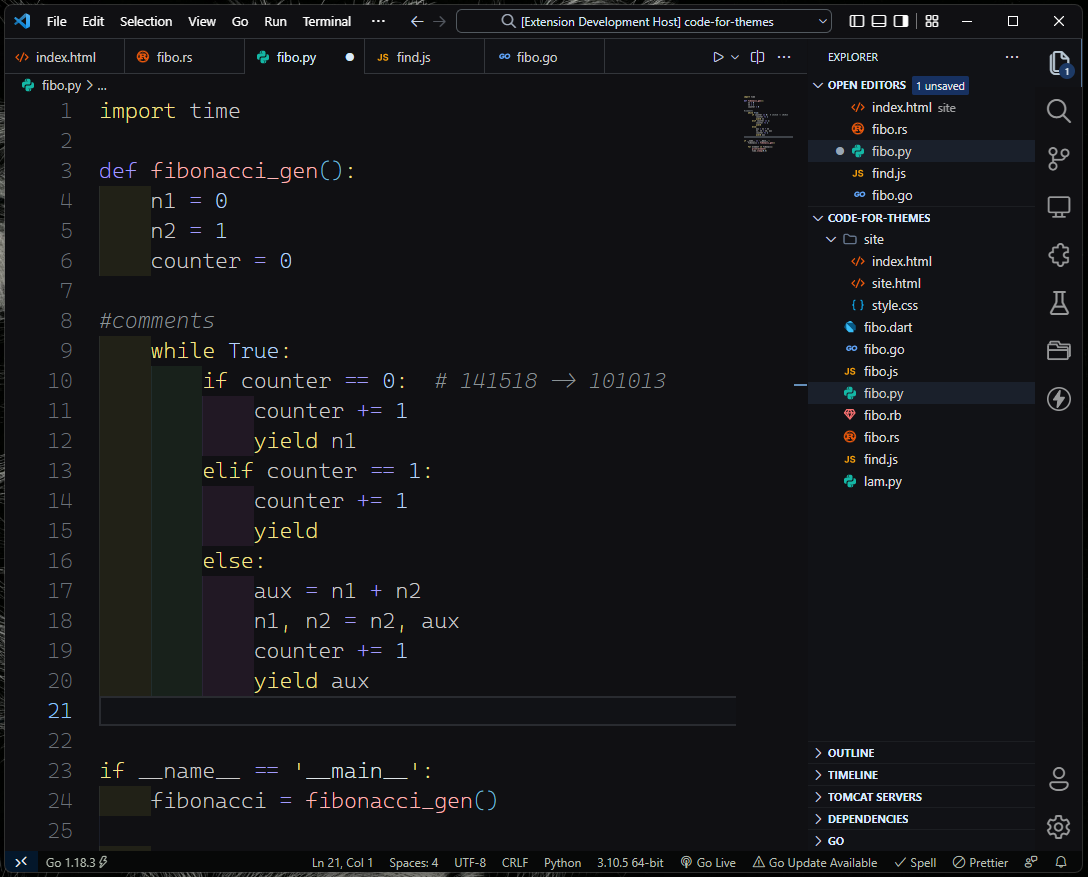 File Edit Selection View Go Run Terminal ··· [Extension Development Host] code-for-themes
index.html fibo.rs fibo.py find.js fibo.go
fibo.py > ...
1 import time
2
3 def fibonacci_gen():
4 n1 = 0
5 n2 = 1
6 counter = 0
7
8 #comments
9 while True:
10 if counter == 0: # 141518 —> 101013
11 counter += 1
12 yield n1
13 elif counter == 1:
14 counter += 1
15 yield
16 else:
17 aux = n1 + n2
18 n1, n2 = n2, aux
19 counter += 1
20 yield aux
21
22
23 if __name__ == '__main__':
24 fibonacci = fibonacci_gen()
25
EXPLORER ···
OPEN EDITORS 1 unsaved
index.html site
fibo.rs
fibo.py
JS find.js
GO fibo.go
CODE-FOR-THEMES
site
index.html
site.html
style.css
fibo.dart
GO fibo.go
JS fibo.js
fibo.py
fibo.rb
fibo.rs
JS find.js
lam.py
OUTLINE
TIMELINE
TOMCAT SERVERS
DEPENDENCIES
GO
1
Go 1.18.3 Ln 21, Col 1 Spaces: 4 UTF-8 CRLF Python 3.10.5 64-bit Go Live Go Update Available Spell Prettier